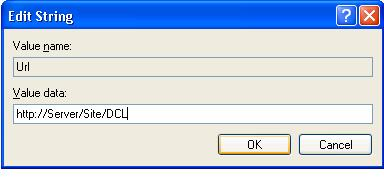 Edit String
Value name:
Url
Value data:
http://Server/Site/DCL
OK Cancel